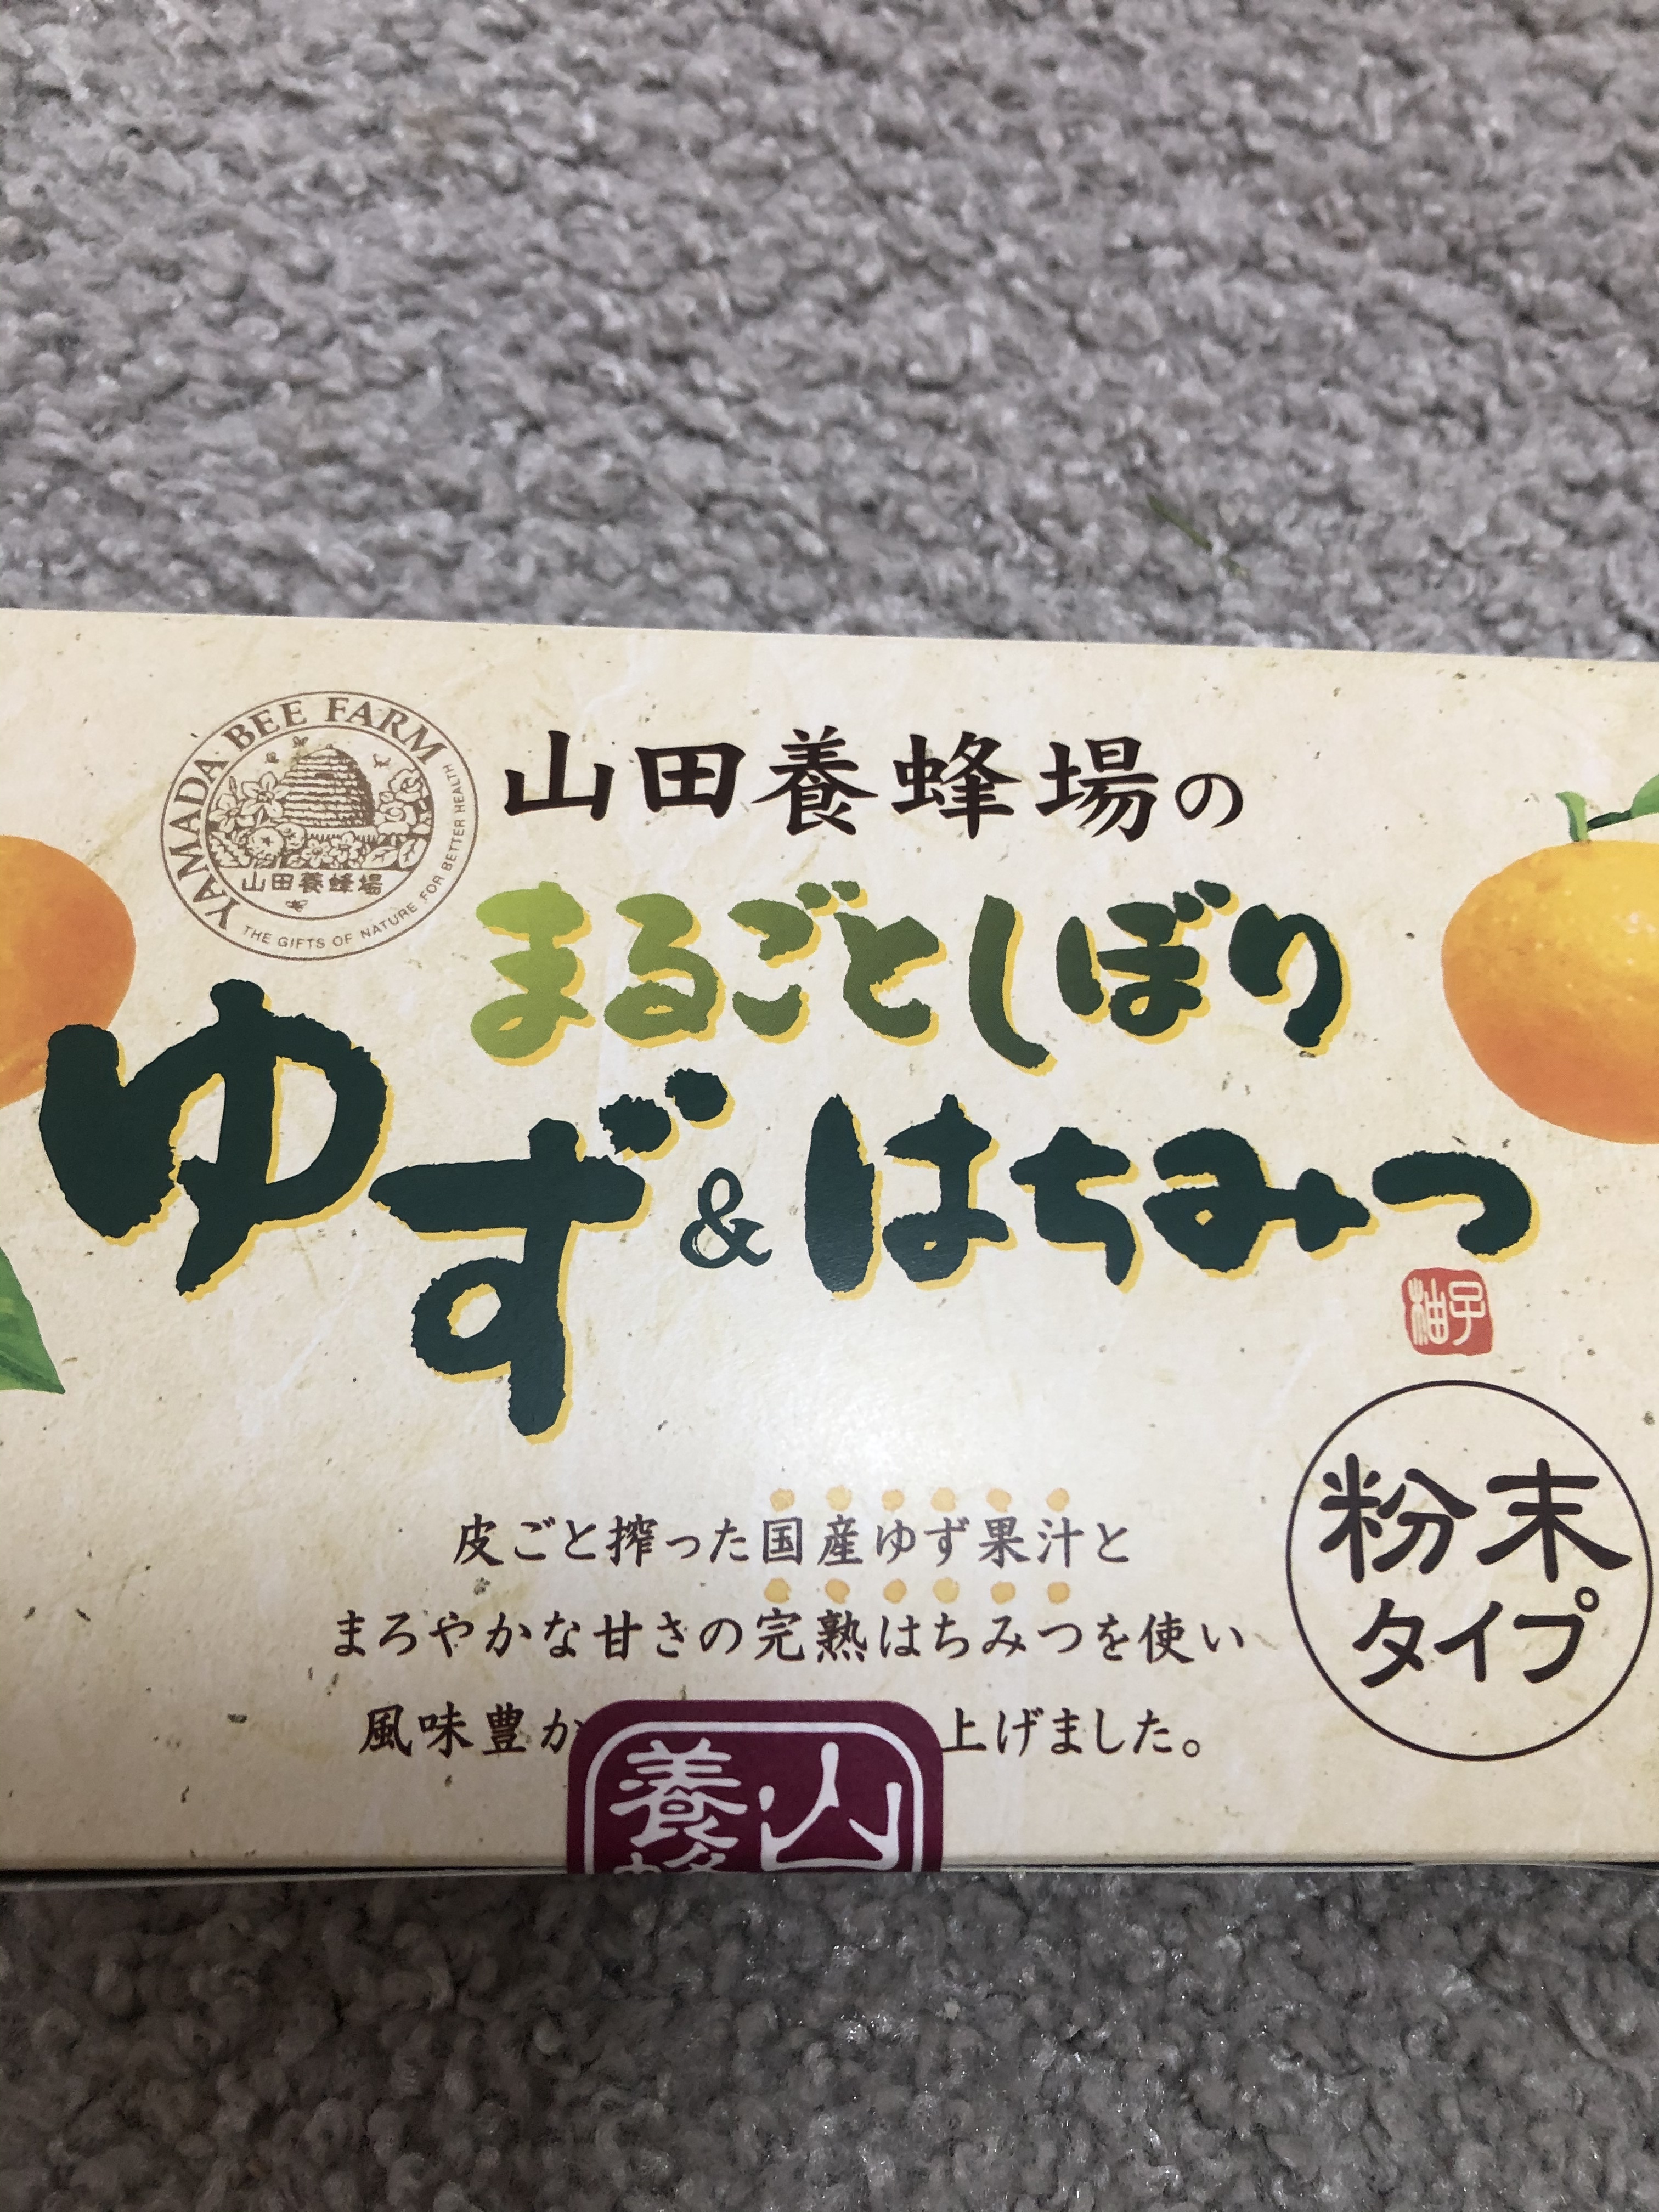 YAMADA BEE FARM
山田養蜂場
THE GIFTS OF NATURE FOR BETTER HEALTH
山田養蜂場の
まるごとしぼり
ゆず&はちみつ
柚子
粉末
タイプ
皮ごと搾った国産ゆず果汁と
まろやかな甘さの完熟はちみつを使い
風味豊か
上げました。
山
養